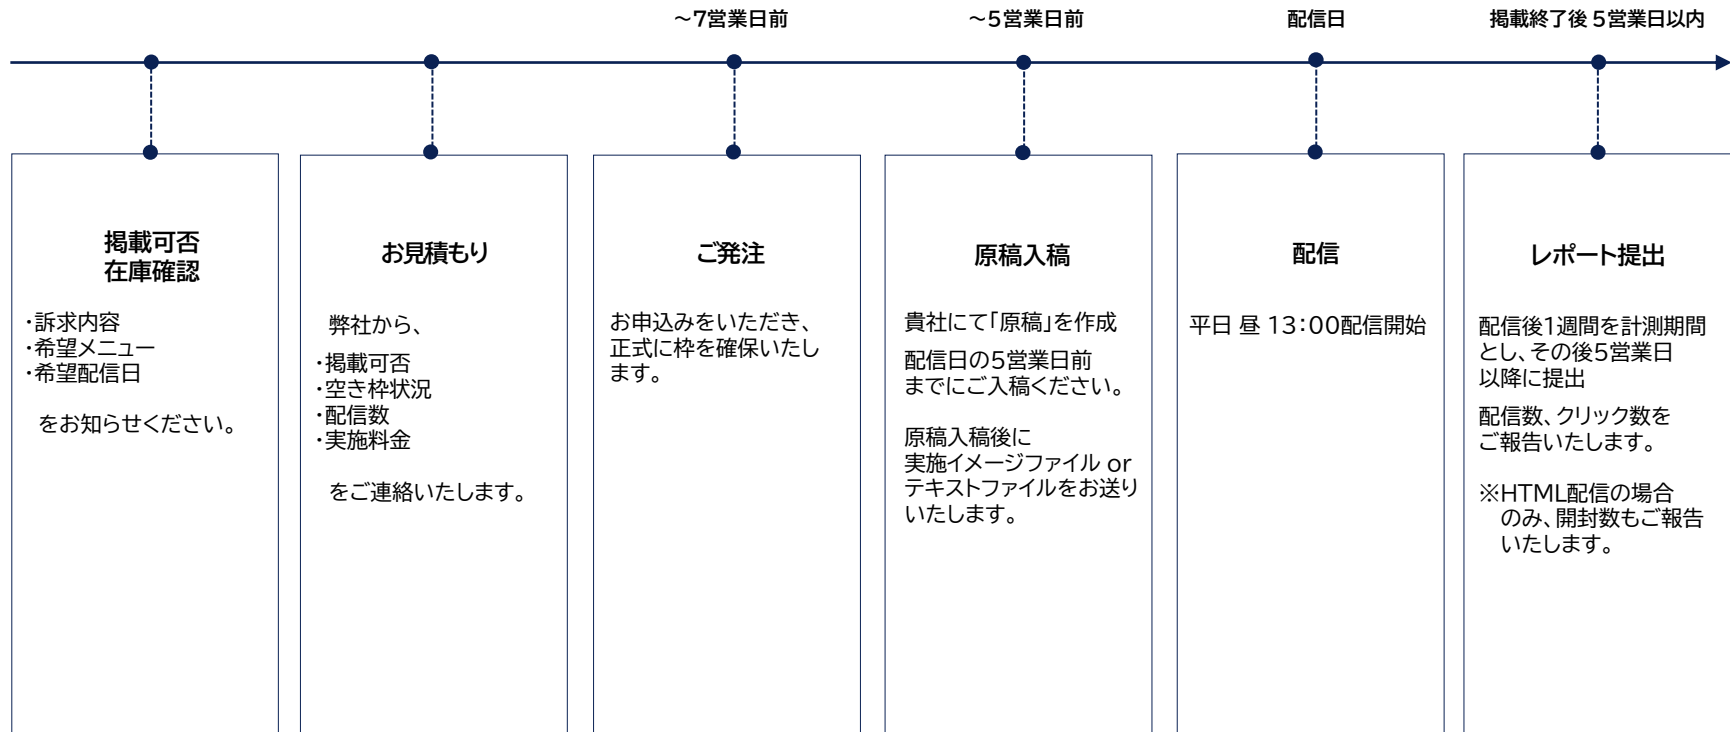 ～7営業日前
～5営業日前
配信日
掲載終了後 5営業日以内
掲載可否
在庫確認
・訴求内容
・希望メニュー
・希望配信日
をお知らせください。
お見積もり
弊社から、
・掲載可否
・空き枠状況
・配信数
・実施料金
をご連絡いたします。
ご発注
お申込みをいただき、
正式に枠を確保いたし
ます。
原稿入稿
貴社にて「原稿」を作成
配信日の5営業日前
までにご入稿ください。
原稿入稿後に
実施イメージファイル or
テキストファイルをお送り
いたします。
配信
平日 昼 13：00配信開始
レポート提出
配信後1週間を計測期間
とし、その後5営業日
以降に提出
配信数、クリック数を
ご報告いたします。
※HTML配信の場合
のみ、開封数もご報告
いたします。